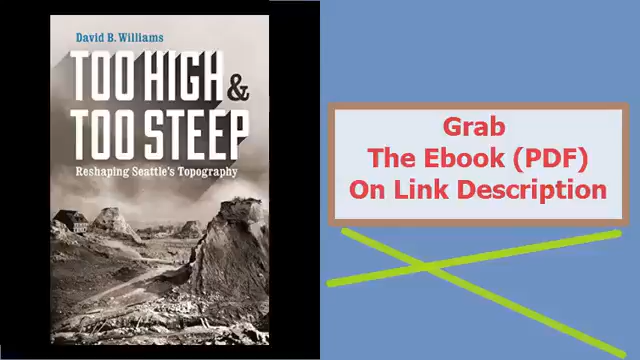 David B. Williams
TOO HIGH &
TOO STEEP
Reshaping Seattle's Topography
Grab
The Ebook (PDF)
On Link Description